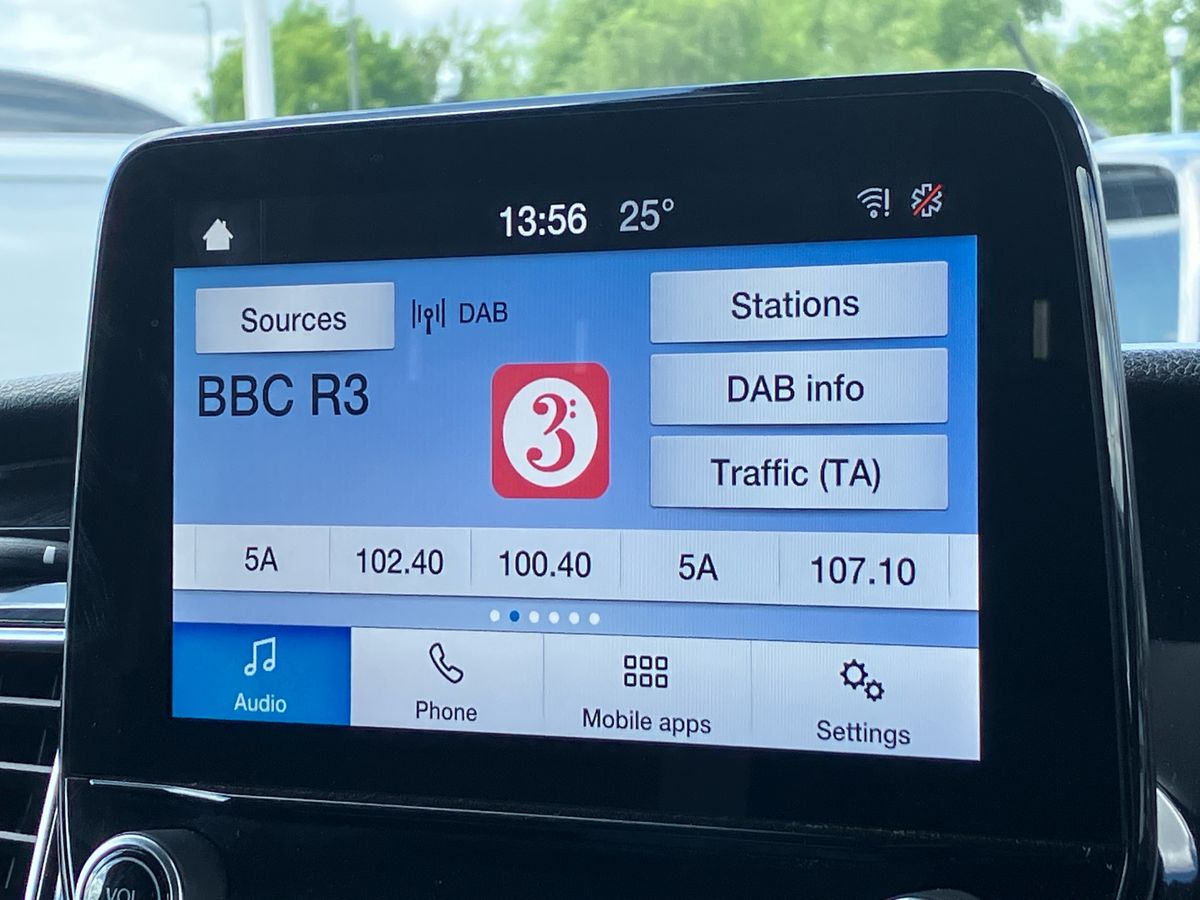 13:56 25°
Sources DAB
BBC R3
3
Stations
DAB info
Traffic (TA)
5A 102.40 100.40 5A 107.10
Audio Phone Mobile apps Settings
VOL